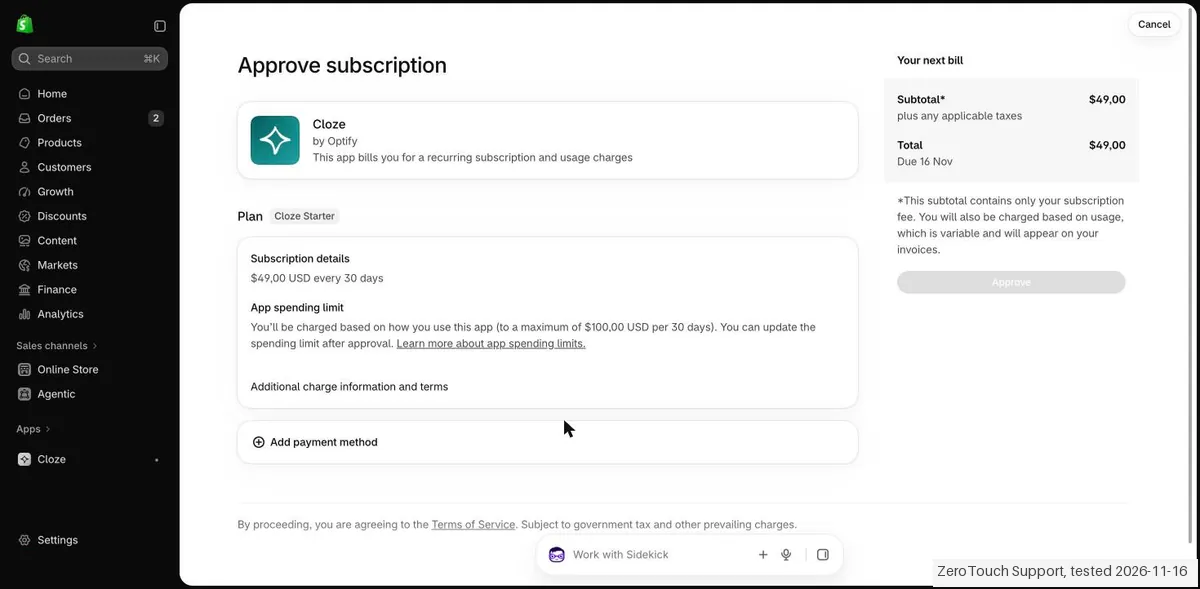 Search ⌘K
Home
Orders 2
Products
Customers
Growth
Discounts
Content
Markets
Finance
Analytics
Sales channels
Online Store
Agentic
Apps
Cloze
Settings
Cancel
Approve subscription
Cloze
by Optify
This app bills you for a recurring subscription and usage charges
Plan Cloze Starter
Subscription details
$49,00 USD every 30 days
App spending limit
You'll be charged based on how you use this app (to a maximum of $100,00 USD per 30 days). You can update the
spending limit after approval. Learn more about app spending limits.
Additional charge information and terms
Add payment method
By proceeding, you are agreeing to the Terms of Service. Subject to government tax and other prevailing charges.
Your next bill
Subtotal* $49,00
plus any applicable taxes
Total $49,00
Due 16 Nov
*This subtotal contains only your subscription
fee. You will also be charged based on usage,
which is variable and will appear on your
invoices.
Approve
Work with Sidekick
ZeroTouch Support, tested 2026-11-16